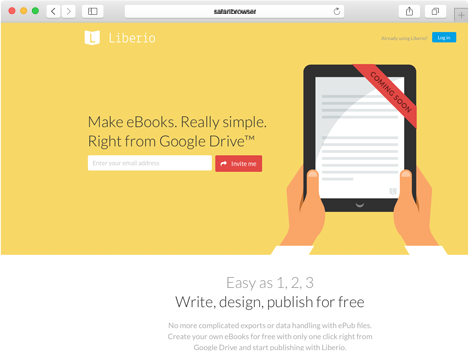 safaribrowser
L Liberio
Already using Liberio?
Log in
COMING SOON
Make eBooks. Really simple.
Right from Google Drive™
Enter your email address
Invite me
Easy as 1, 2, 3
Write, design, publish for free
No more complicated exports or data handling with ePub files.
Create your own eBooks for free with only one click right from
Google Drive and start publishing with Liberio.